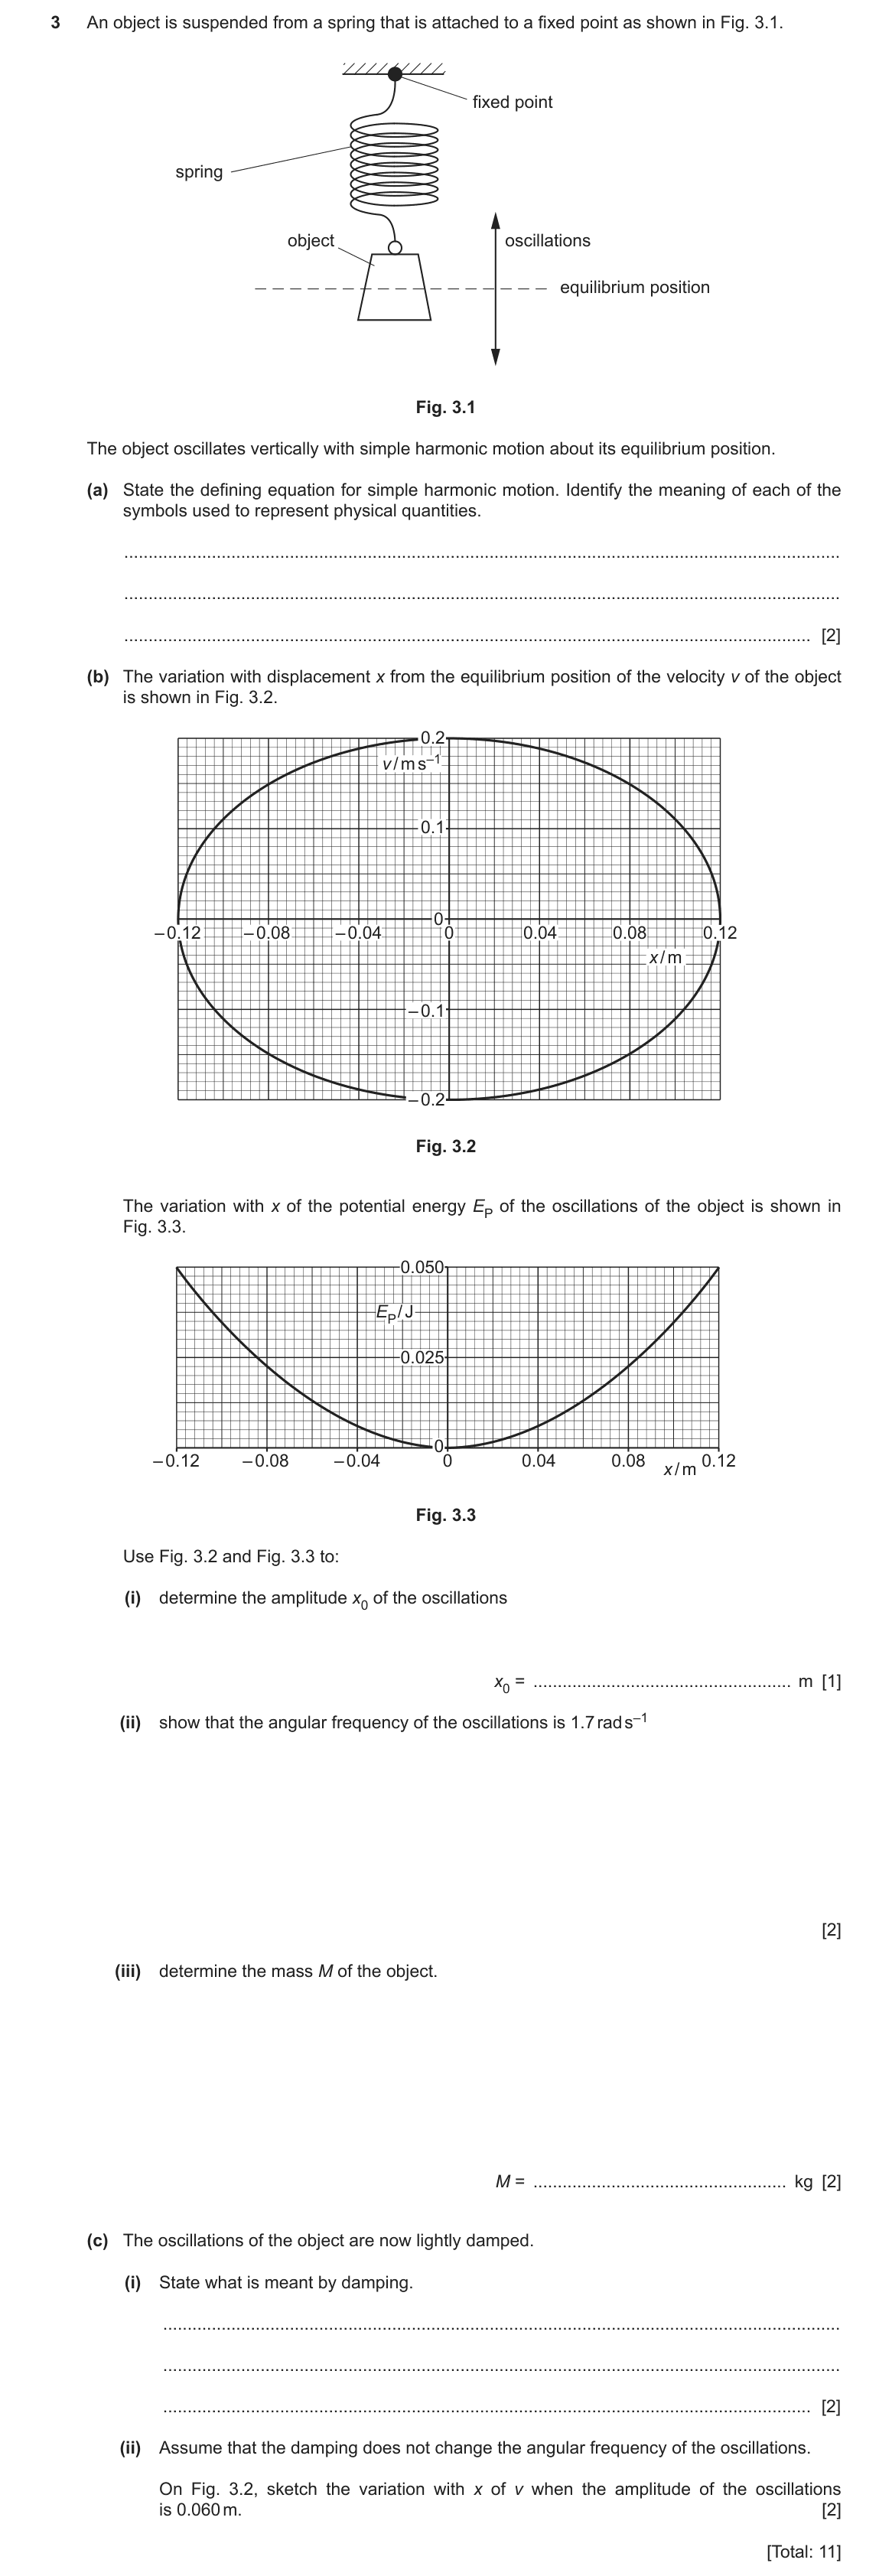 3 An object is suspended from a spring that is attached to a fixed point as shown in Fig. 3.1.
fixed point
spring
object
oscillations
equilibrium position
Fig. 3.1
The object oscillates vertically with simple harmonic motion about its equilibrium position.
(a) State the defining equation for simple harmonic motion. Identify the meaning of each of the
symbols used to represent physical quantities.
[2]
(b) The variation with displacement x from the equilibrium position of the velocity v of the object
is shown in Fig. 3.2.
0.2
v/ms⁻¹
0.1
0
−0.12 −0.08 −0.04 0 0.04 0.08 0.12
x/m
−0.1
−0.2
Fig. 3.2
The variation with x of the potential energy Eₚ of the oscillations of the object is shown in
Fig. 3.3.
0.050
Eₚ/J
0.025
0
−0.12 −0.08 −0.04 0 0.04 0.08 x/m 0.12
Fig. 3.3
Use Fig. 3.2 and Fig. 3.3 to:
(i) determine the amplitude x₀ of the oscillations
x₀ = ........................................ m [1]
(ii) show that the angular frequency of the oscillations is 1.7 rad s⁻¹
[2]
(iii) determine the mass M of the object.
M = ........................................ kg [2]
(c) The oscillations of the object are now lightly damped.
(i) State what is meant by damping.
[2]
(ii) Assume that the damping does not change the angular frequency of the oscillations.
On Fig. 3.2, sketch the variation with x of v when the amplitude of the oscillations
is 0.060 m. [2]
[Total: 11]